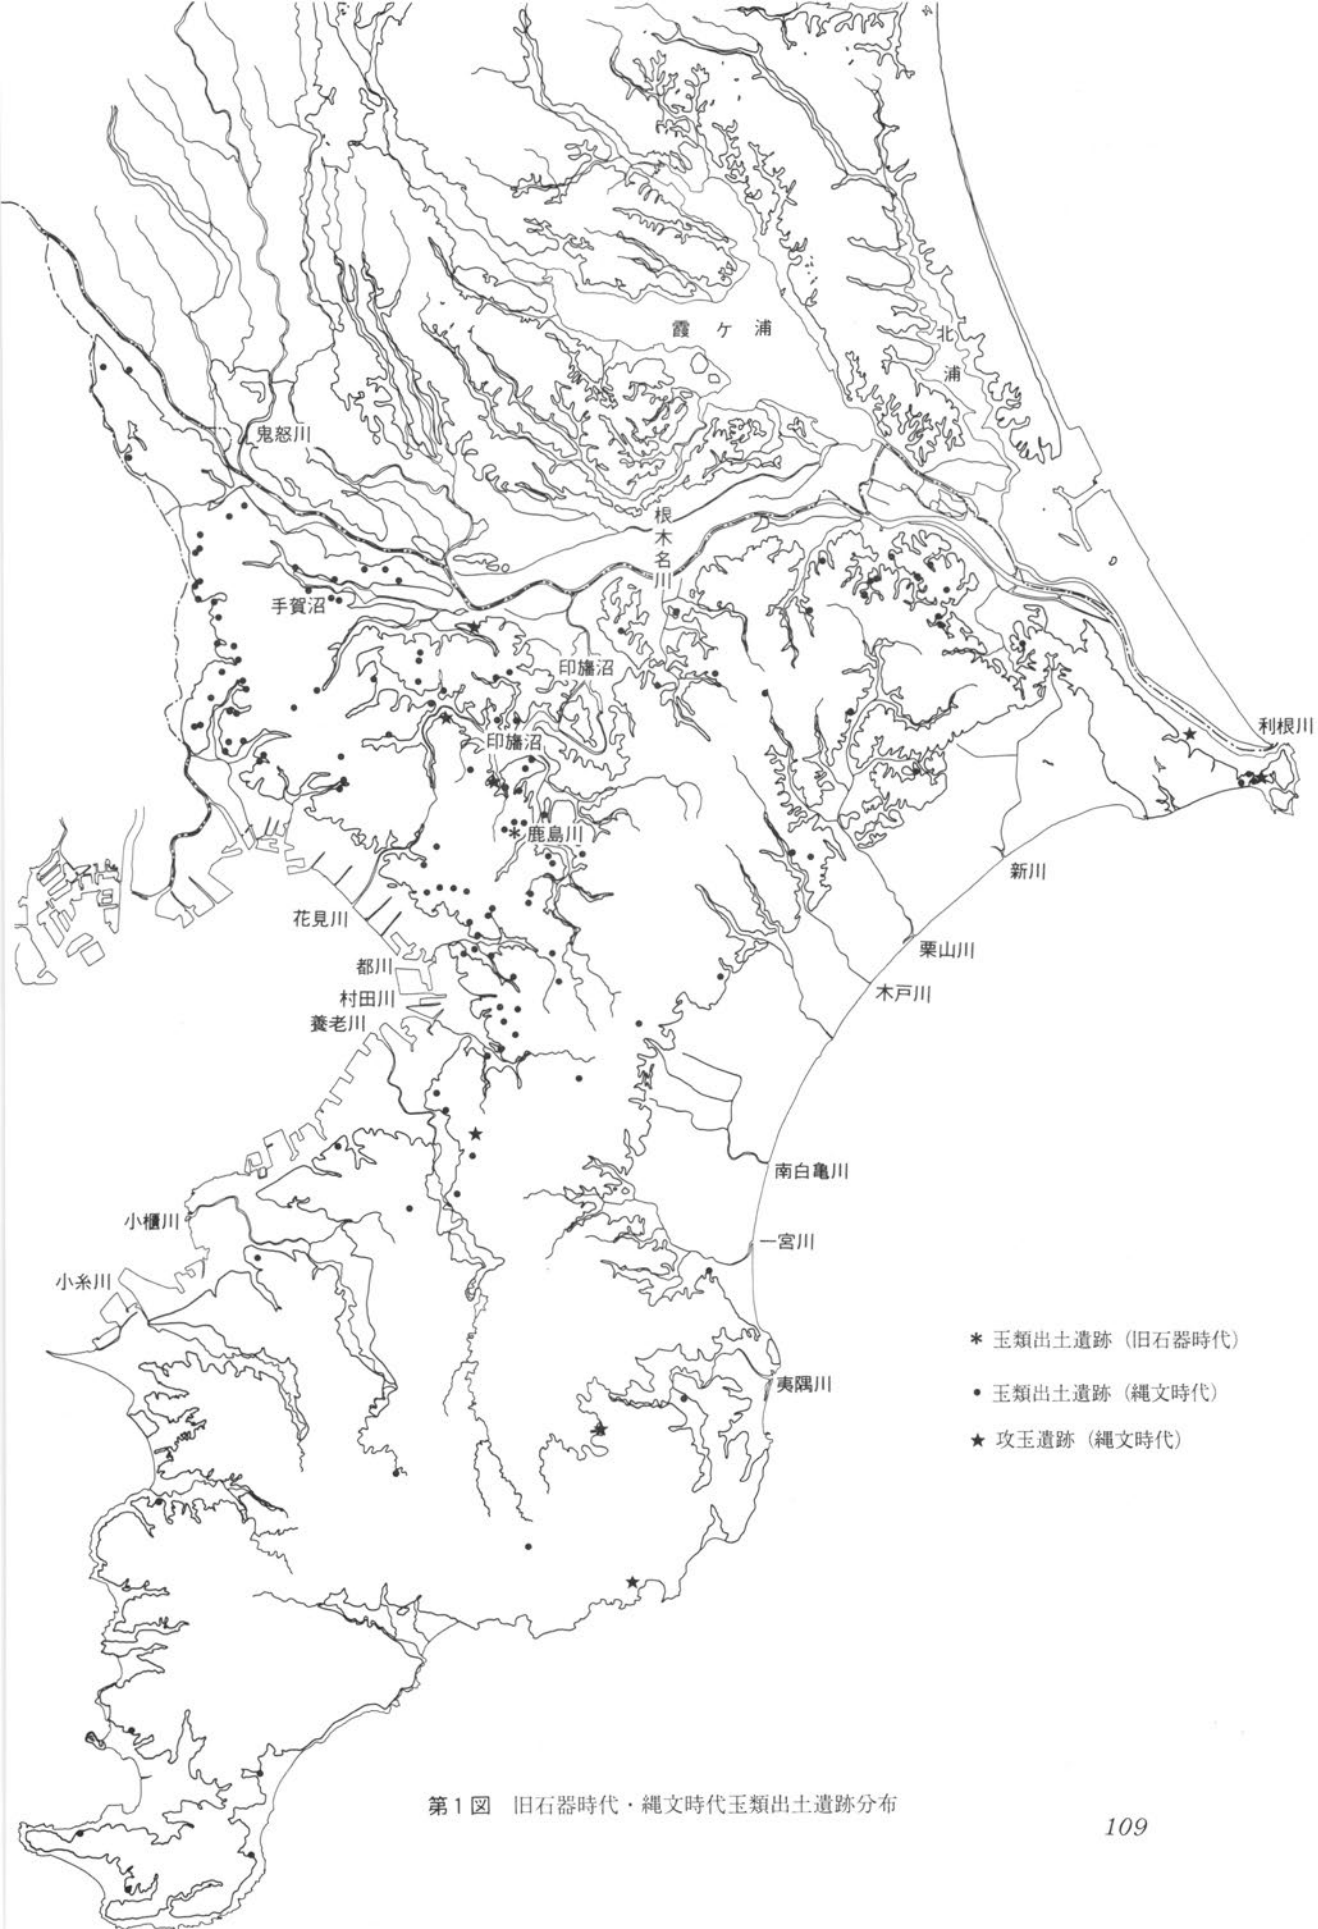 霞ケ浦
北浦
鬼怒川
根木名川
手賀沼
印旛沼
印旛沼
利根川
鹿島川
新川
花見川
栗山川
都川
木戸川
村田川
養老川
南白亀川
小櫃川
一宮川
小糸川
夷隅川
* 玉類出土遺跡（旧石器時代）
● 玉類出土遺跡（縄文時代）
★ 攻玉遺跡（縄文時代）
第1図　旧石器時代・縄文時代玉類出土遺跡分布
109